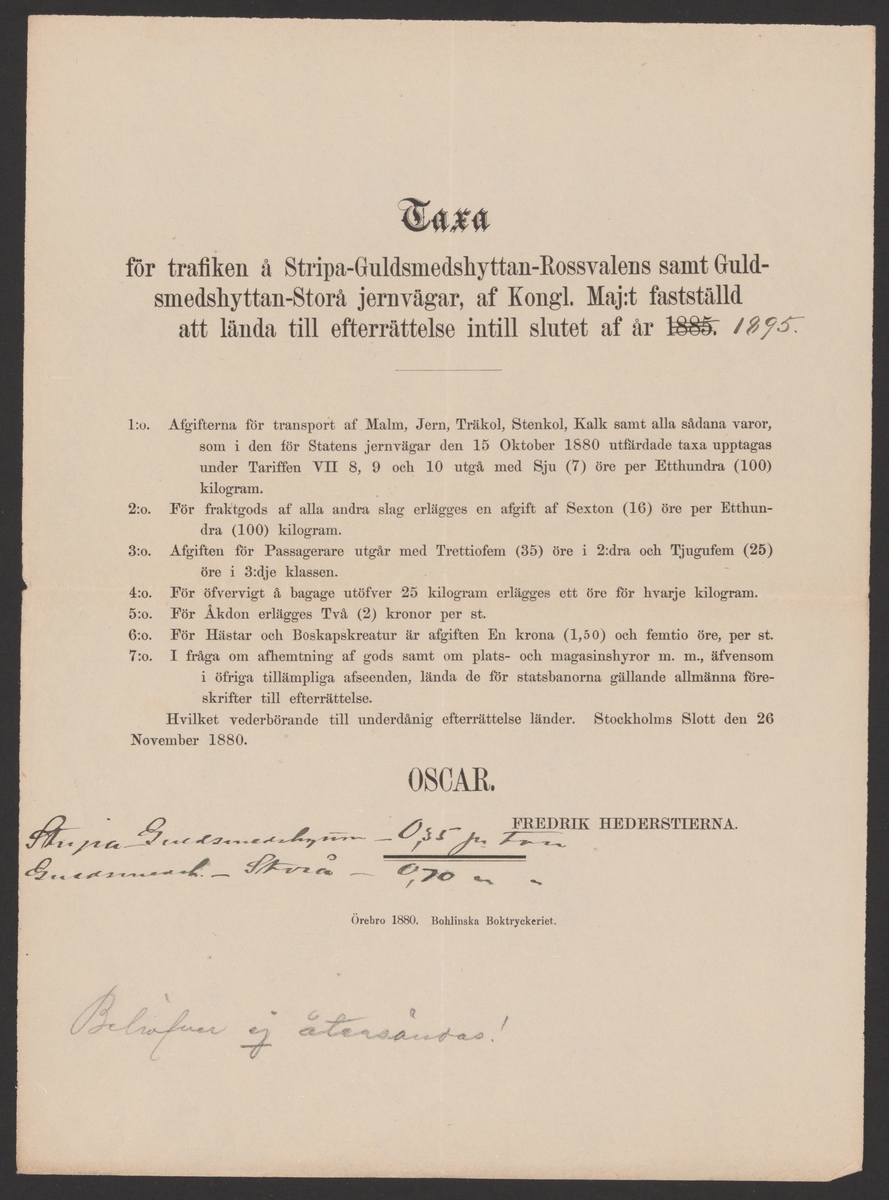 Taxa
för trafiken å Stripa-Guldsmedshyttan-Rossvalens samt Guld-
smedshyttan-Storå jernvägar, af Kongl. Maj:t fastställd
att lända till efterrättelse intill slutet af år 1885. 1895.
1:o. Afgifterna för transport af Malm, Jern, Träkol, Stenkol, Kalk samt alla sådana varor,
som i den för Statens jernvägar den 15 Oktober 1880 utfärdade taxa upptagas
under Tariffen VII 8, 9 och 10 utgå med Sju (7) öre per Etthundra (100)
kilogram.
2:o. För fraktgods af alla andra slag erlägges en afgift af Sexton (16) öre per Etthun-
dra (100) kilogram.
3:o. Afgiften för Passagerare utgår med Trettiofem (35) öre i 2:dra och Tjugufem (25)
öre i 3:dje klassen.
4:o. För öfvervigt å bagage utöfver 25 kilogram erlägges ett öre för hvarje kilogram.
5:o. För Åkdon erlägges Två (2) kronor per st.
6:o. För Hästar och Boskapskreatur är afgiften En krona (1,50) och femtio öre, per st.
7:o. I fråga om afhemtning af gods samt om plats- och magasinshyror m. m., äfvensom
i öfriga tillämpliga afseenden, lända de för statsbanorna gällande allmänna före-
skrifter till efterrättelse.
Hvilket vederbörande till underdånig efterrättelse länder. Stockholms Slott den 26
November 1880.
OSCAR.
FREDRIK HEDERSTIERNA.
Stripa - - 0,35 pr ton
Guldsmedsh. - Storå - 0,70 " "
Örebro 1880. Bohlinska Boktryckeriet.
Behöfver ej återsändas!